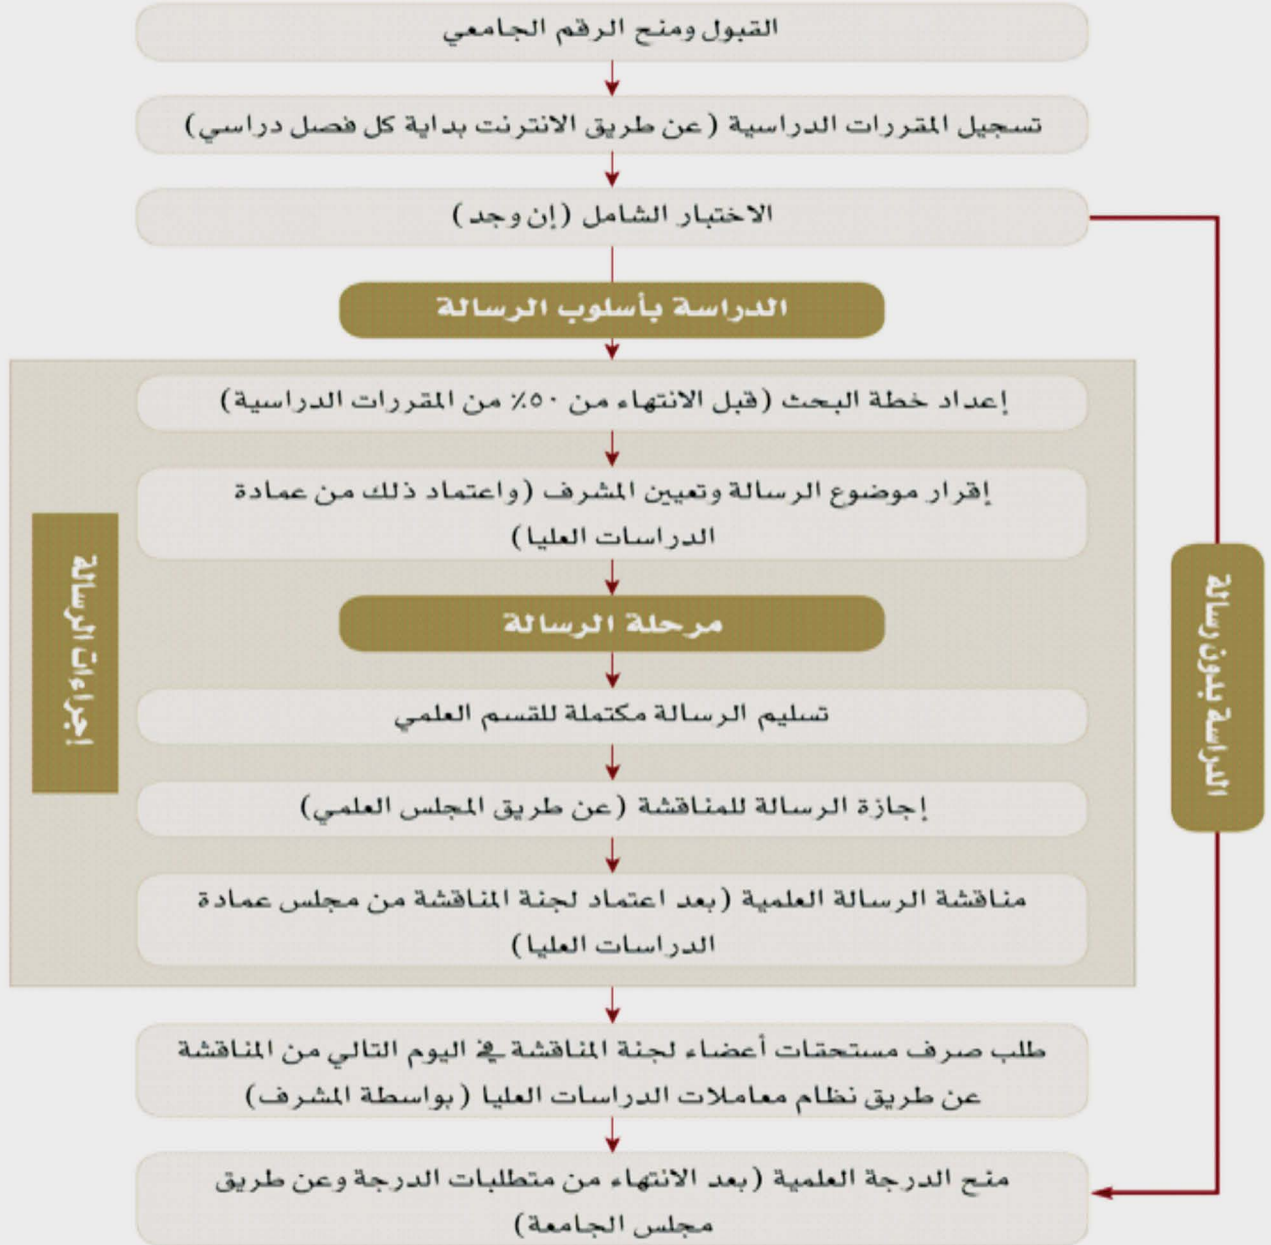 القبول ومنح الرقم الجامعي
تسجيل المقررات الدراسية (عن طريق الانترنت بداية كل فصل دراسي)
الاختبار الشامل (إن وجد)
الدراسة بأسلوب الرسالة
إعداد خطة البحث (قبل الانتهاء من ٥٠٪ من المقررات الدراسية)
إقرار موضوع الرسالة وتعيين المشرف (واعتماد ذلك من عمادة
الدراسات العليا)
مرحلة الرسالة
تسليم الرسالة مكتملة للقسم العلمي
إجازة الرسالة للمناقشة (عن طريق المجلس العلمي)
مناقشة الرسالة العلمية (بعد اعتماد لجنة المناقشة من مجلس عمادة
الدراسات العليا)
إجراءات الرسالة
الدراسة بدون رسالة
طلب صرف مستحقات أعضاء لجنة المناقشة في اليوم التالي من المناقشة
عن طريق نظام معاملات الدراسات العليا (بواسطة المشرف)
منح الدرجة العلمية (بعد الانتهاء من متطلبات الدرجة وعن طريق
مجلس الجامعة)